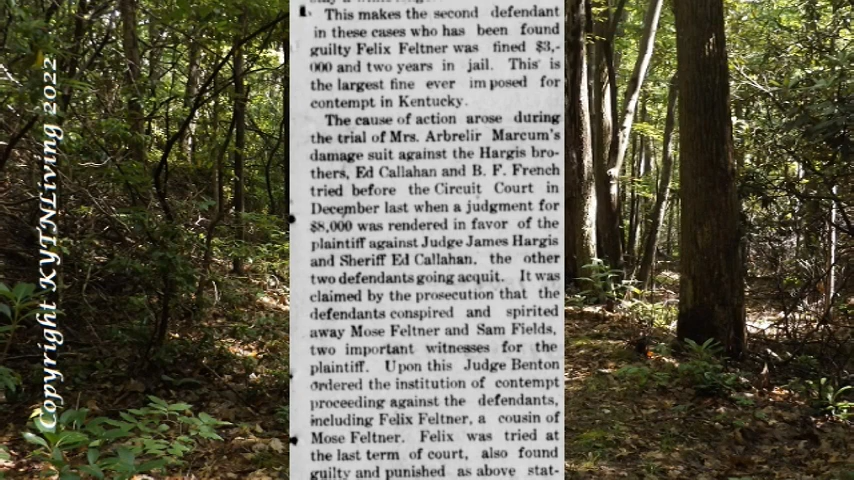 Copyright KYTNLiving 2022
1.
This makes the second defendant
in these cases who has been found
guilty Felix Feltner was fined $3,-
000 and two years in jail. This is
the largest fine ever imposed for
contempt in Kentucky.
The cause of action arose during
the trial of Mrs. Arbrelir Marcum's
damage suit against the Hargis bro-
thers, Ed Callahan and B. F. French
tried before the Circuit Court in
December last when a judgment for
$8,000 was rendered in favor of the
plaintiff against Judge James Hargis
and Sheriff Ed Callahan. the other
two defendants going acquit. It was
claimed by the prosecution that the
defendants conspired and spirited
away Mose Feltner and Sam Fields,
two important witnesses for the
plaintiff. Upon this Judge Benton
ordered the institution of contempt
proceeding against the defendants,
including Felix Feltner, a cousin of
Mose Feltner. Felix was tried at
the last term of court, also found
guilty and punished as above stat-